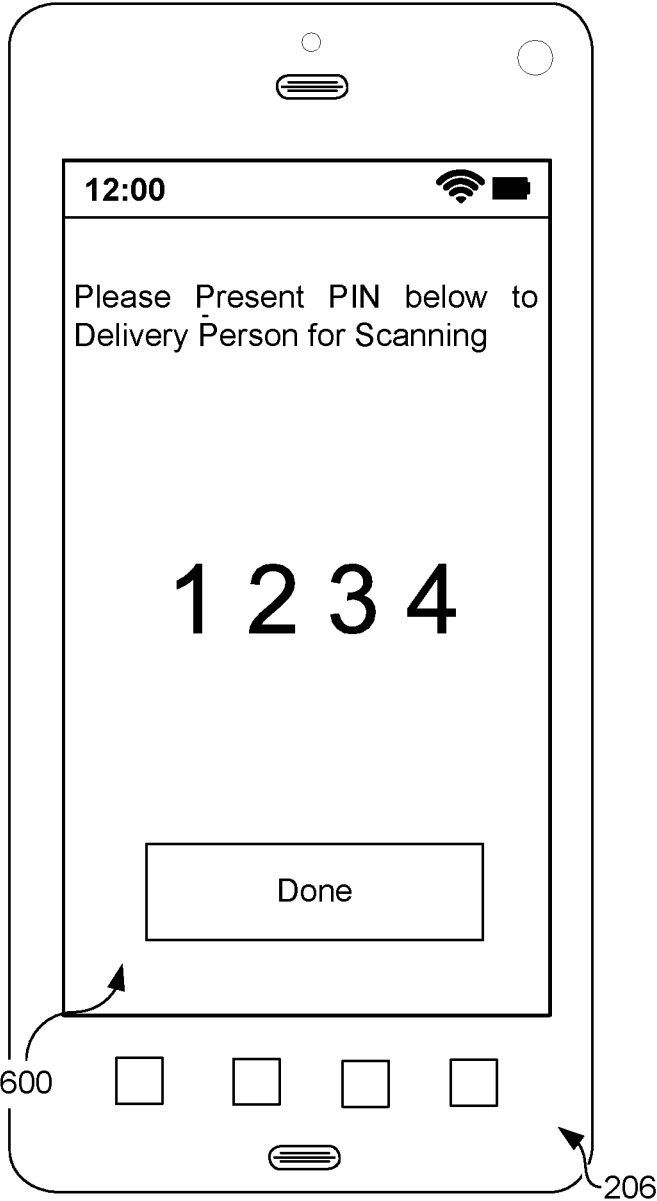 12:00
Please Present PIN below to
Delivery Person for Scanning
1 2 3 4
Done
600
206